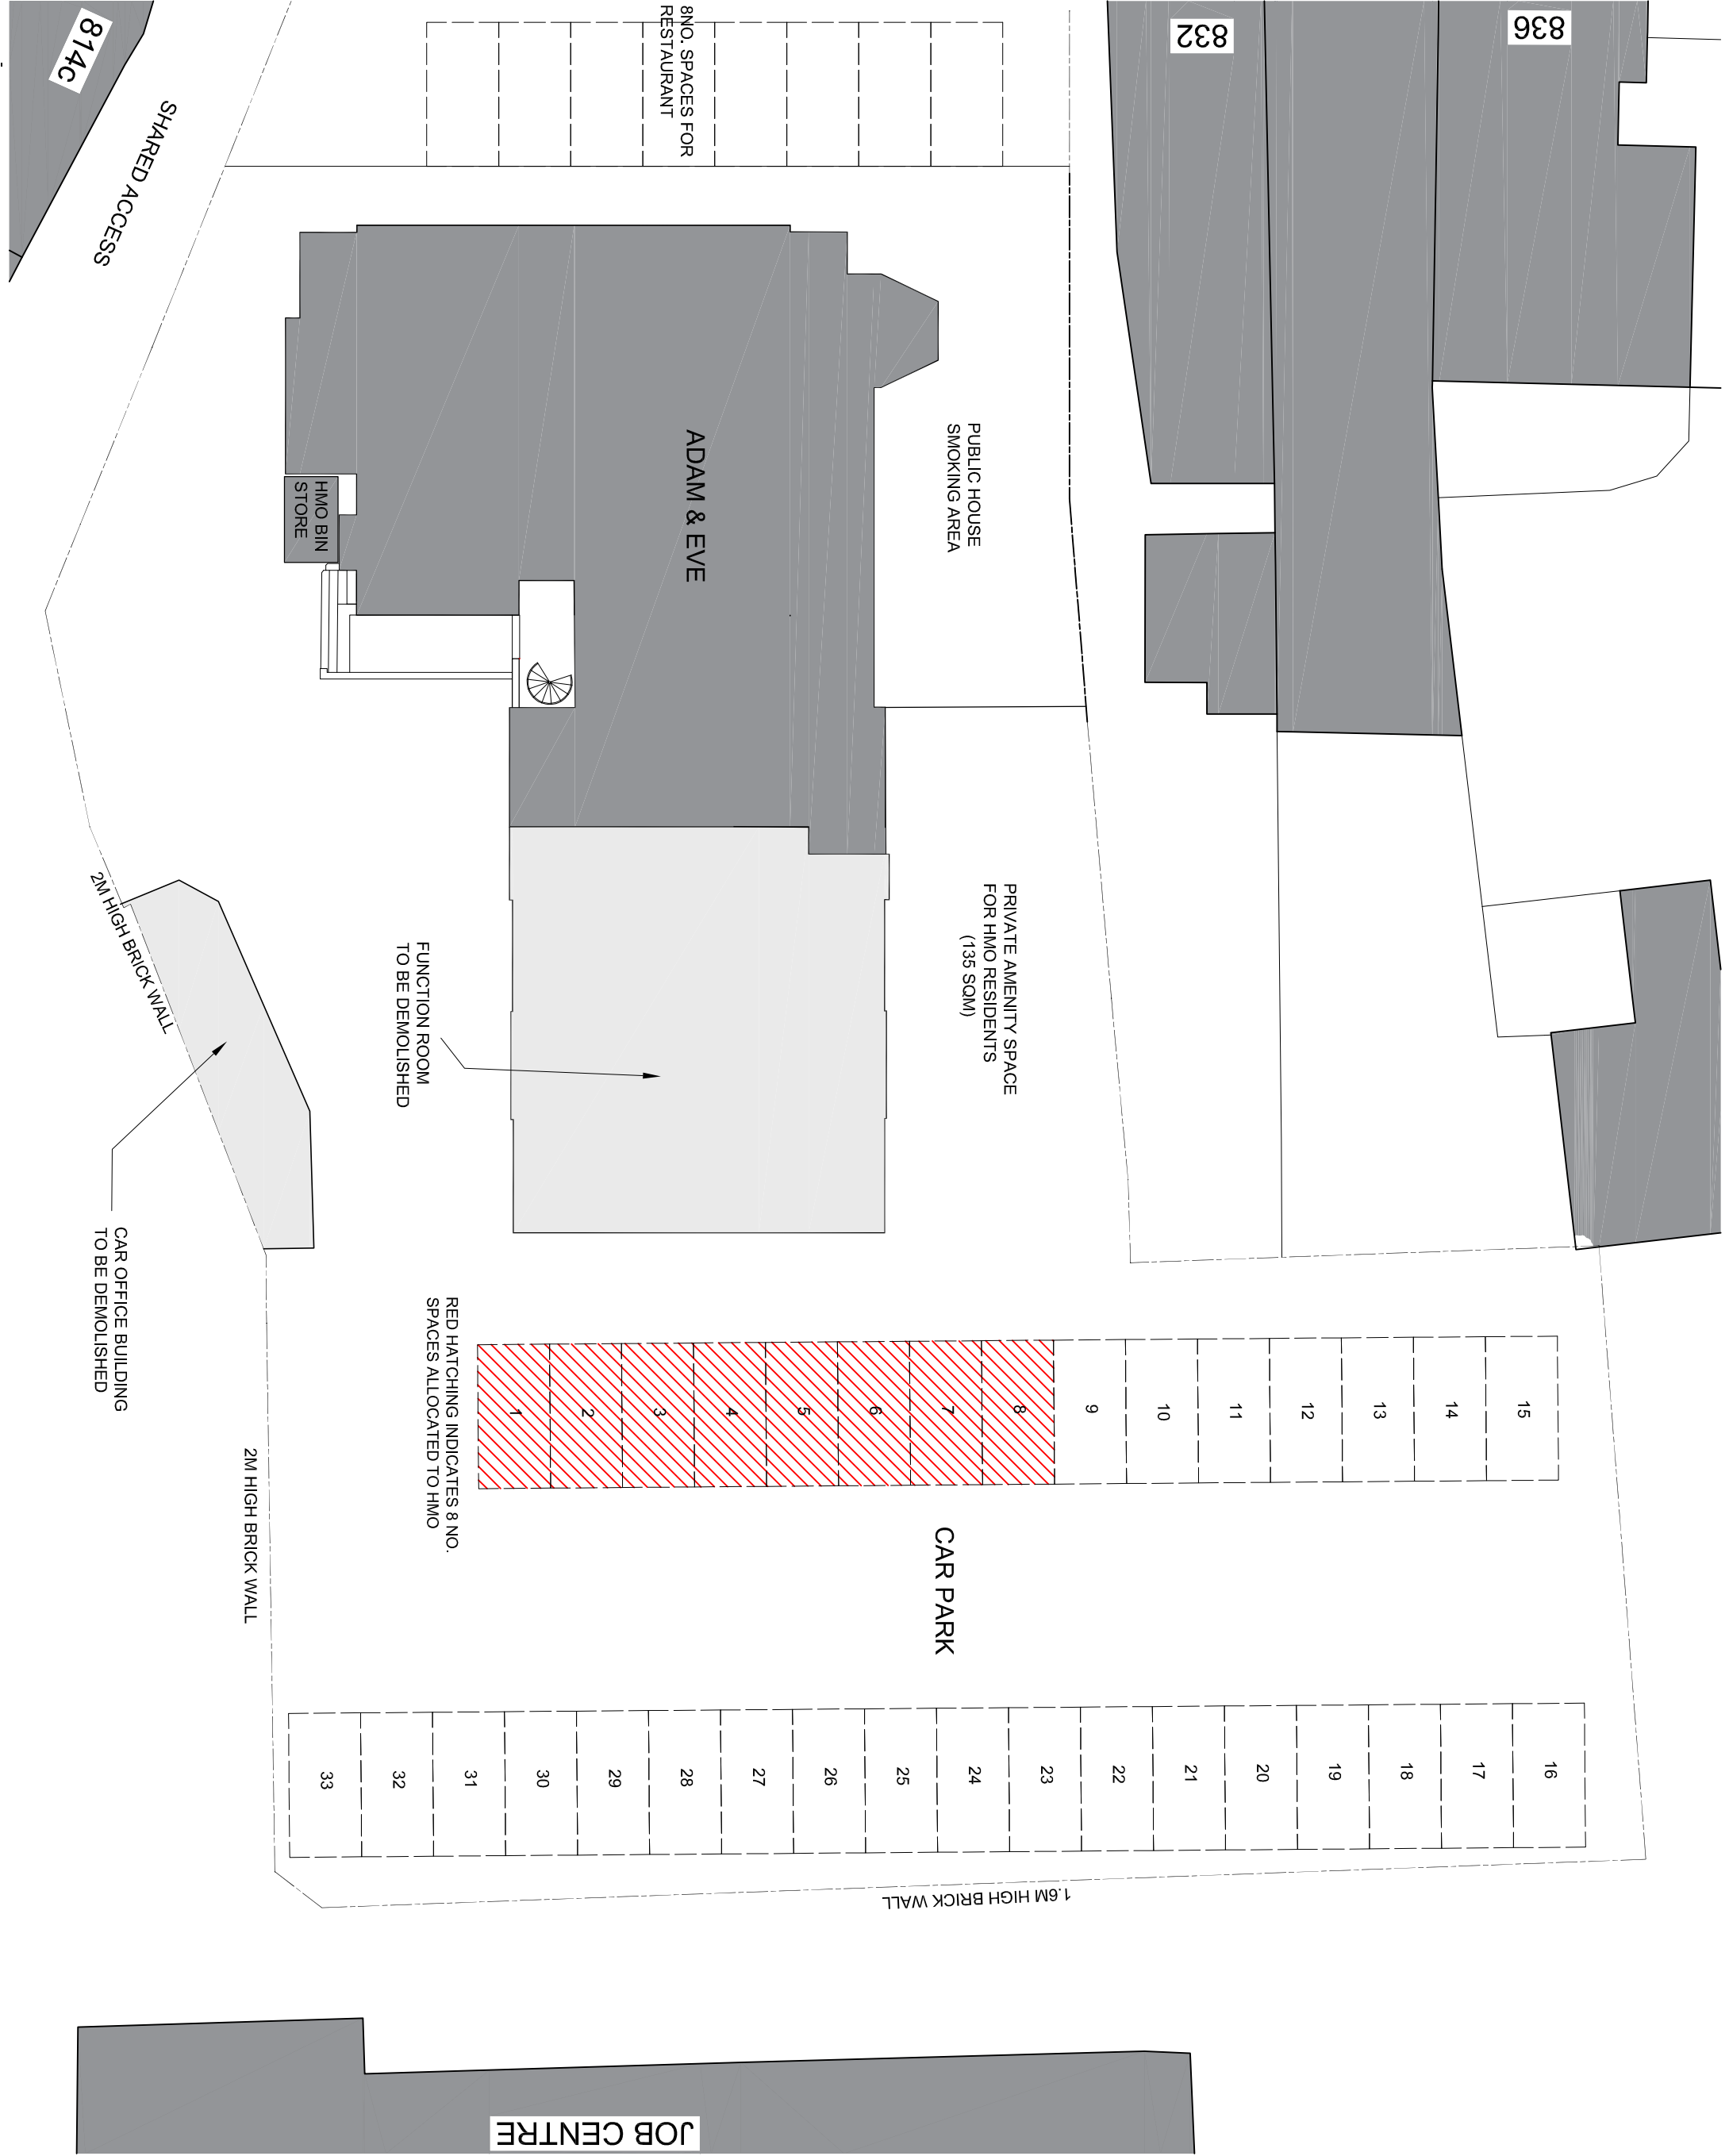 814c
SHARED ACCESS
8NO. SPACES FOR
RESTAURANT
832
836
ADAM & EVE
PUBLIC HOUSE
SMOKING AREA
HMO BIN
STORE
PRIVATE AMENITY SPACE
FOR HMO RESIDENTS
(135 SQM)
FUNCTION ROOM
TO BE DEMOLISHED
2M HIGH BRICK WALL
CAR OFFICE BUILDING
TO BE DEMOLISHED
RED HATCHING INDICATES 8 NO.
SPACES ALLOCATED TO HMO
1
2
3
4
5
6
7
8
9
10
11
12
13
14
15
2M HIGH BRICK WALL
CAR PARK
33
32
31
30
29
28
27
26
25
24
23
22
21
20
19
18
17
16
1.6M HIGH BRICK WALL
JOB CENTRE